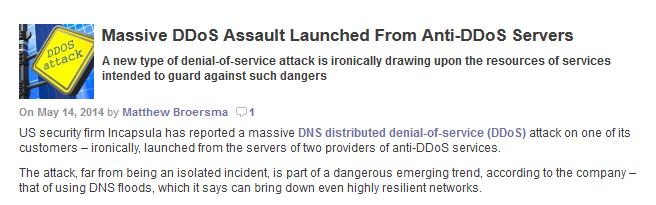 DDOS
attack
Massive DDoS Assault Launched From Anti-DDoS Servers
A new type of denial-of-service attack is ironically drawing upon the resources of services
intended to guard against such dangers
On May 14, 2014 by Matthew Broersma 1
US security firm Incapsula has reported a massive DNS distributed denial-of-service (DDoS) attack on one of its
customers – ironically, launched from the servers of two providers of anti-DDoS services.
The attack, far from being an isolated incident, is part of a dangerous emerging trend, according to the company –
that of using DNS floods, which it says can bring down even highly resilient networks.